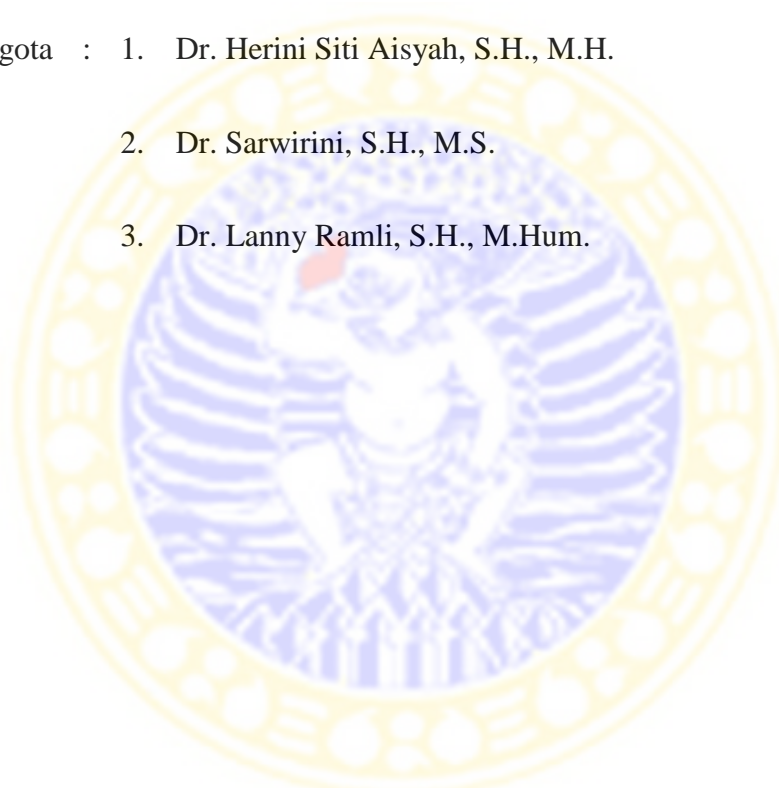 gota : 1. Dr. Herini Siti Aisyah, S.H., M.H.
2. Dr. Sarwirini, S.H., M.S.
3. Dr. Lanny Ramli, S.H., M.Hum.